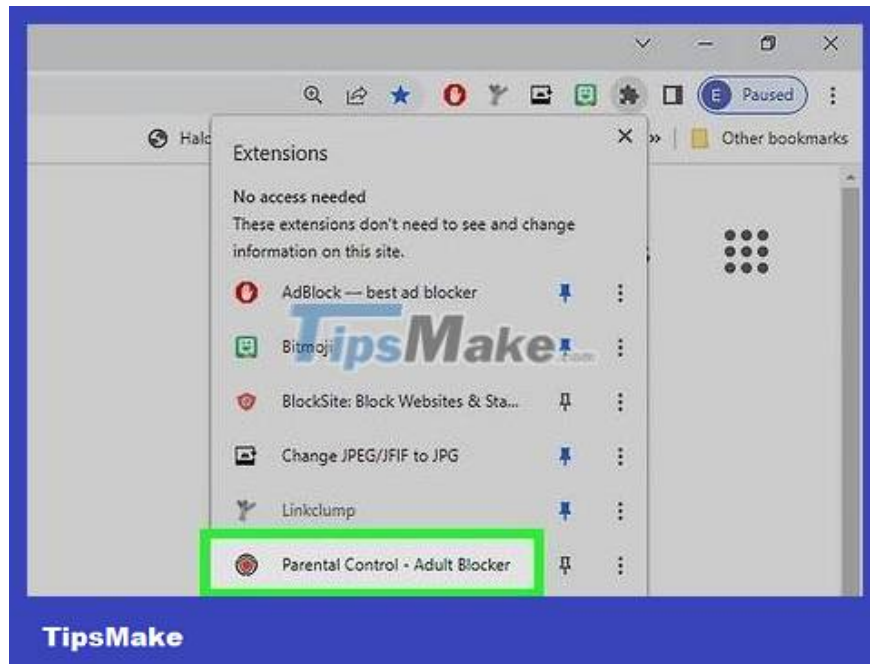 E Paused
Halo
» Other bookmarks
Extensions
No access needed
These extensions don't need to see and change
information on this site.
AdBlock — best ad blocker
Bitmoji
TipsMake.com
BlockSite: Block Websites & Sta...
Change JPEG/JFIF to JPG
Linkclump
Parental Control - Adult Blocker
TipsMake